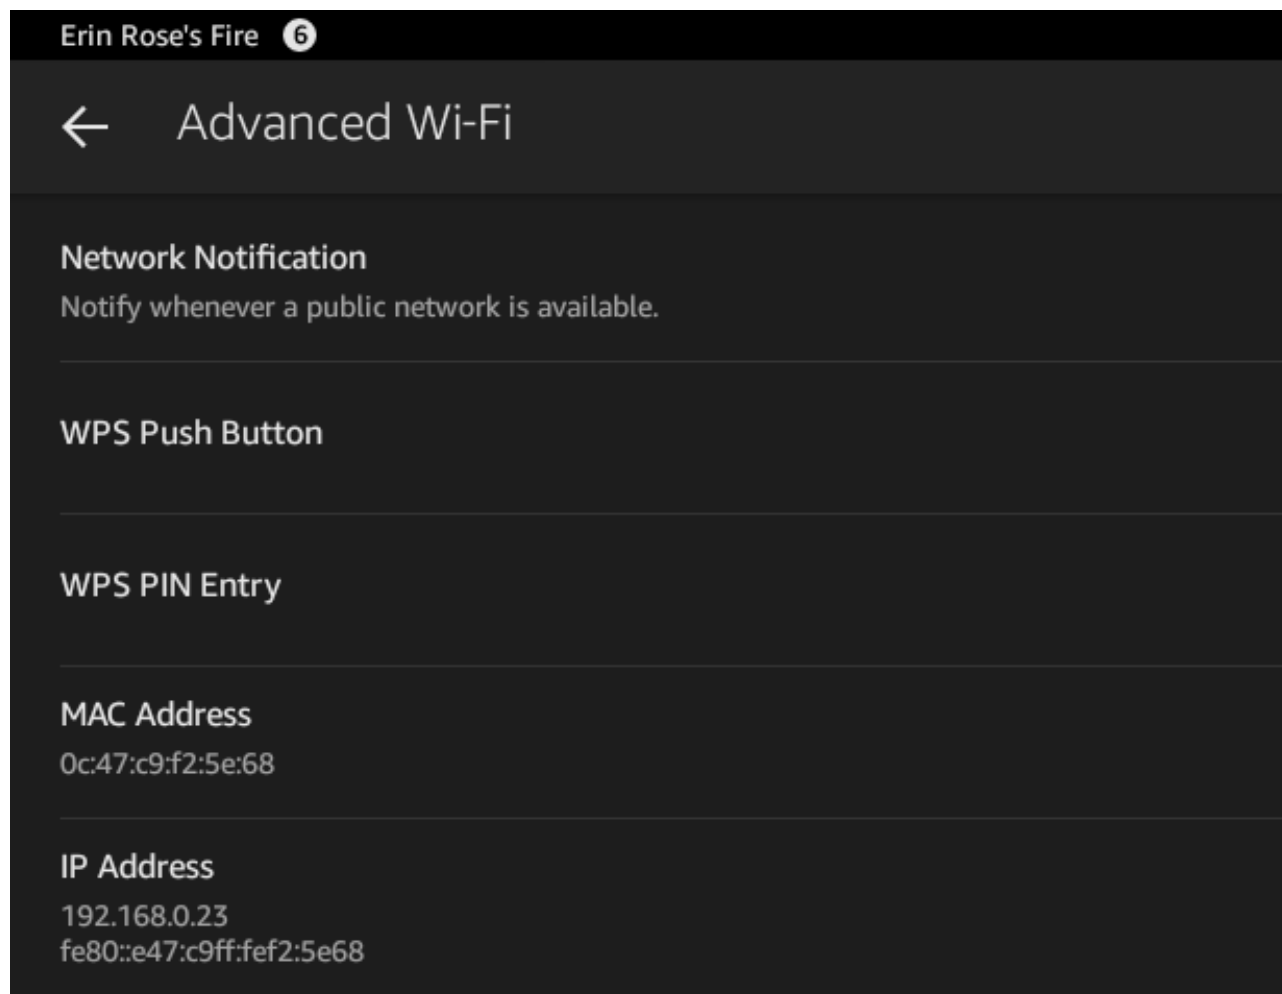 Erin Rose's Fire 6
Advanced Wi-Fi
Network Notification
Notify whenever a public network is available.
WPS Push Button
WPS PIN Entry
MAC Address
0c:47:c9:f2:5e:68
IP Address
192.168.0.23
fe80::e47:c9ff:fef2:5e68